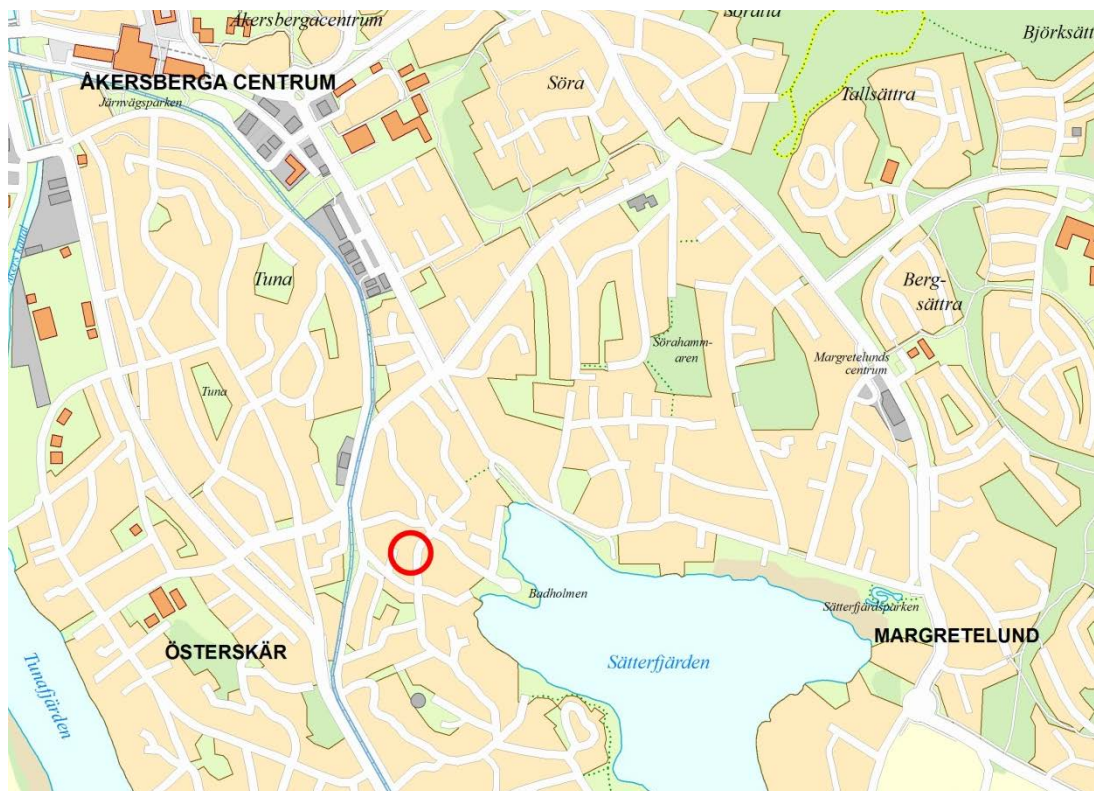 Söralid
Åkersbergacentrum
Björksätt
ÅKERSBERGA CENTRUM
Söra
Tallsättra
Järnvägsparken
Tuna
Berg-
sättra
Sörahamm-
aren
Margretelunds
centrum
Tuna
Badholmen
Sätterfjärdsparken
MARGRETELUND
ÖSTERSKÄR
Sätterfjärden
Tunafjärden